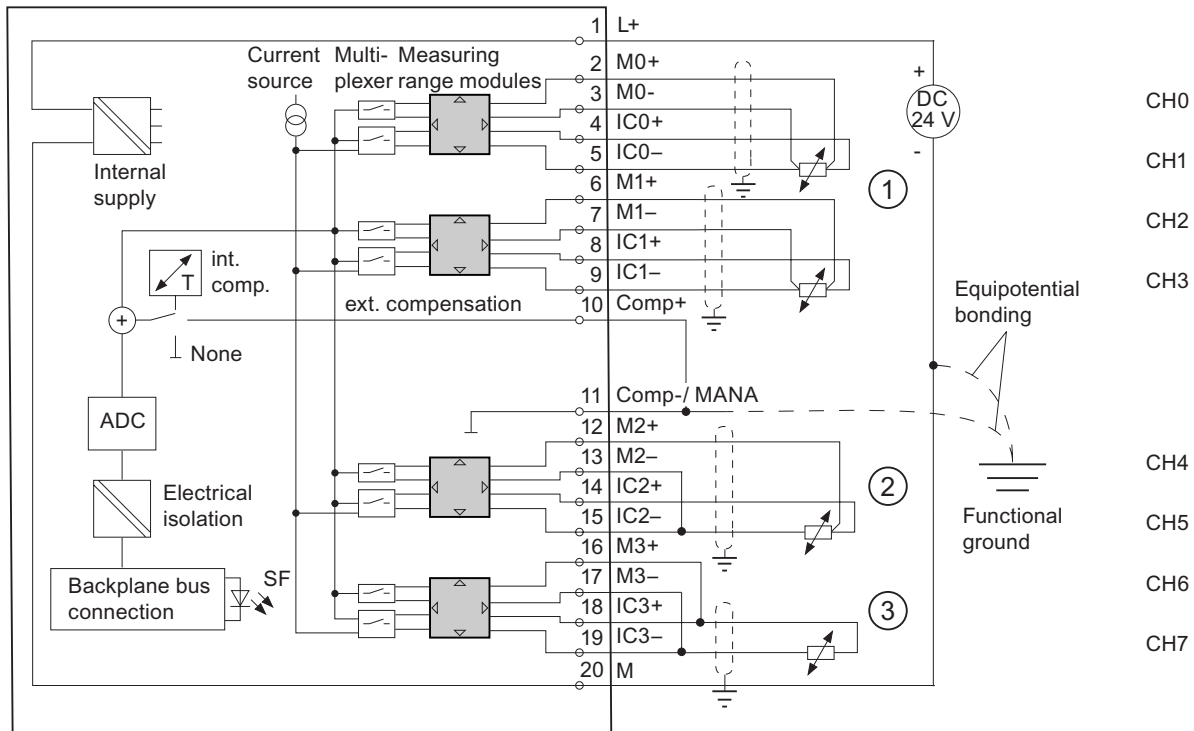 1 L+
Current source
Multi-plexer
Measuring range modules
2 M0+
3 M0-
4 IC0+
5 IC0–
+
DC
24 V
-
CH0
CH1
Internal
supply
6 M1+
7 M1–
8 IC1+
9 IC1–
1
CH2
CH3
int.
comp.
T
10 Comp+
ext. compensation
+
None
Equipotential
bonding
11 Comp-/ MANA
ADC
12 M2+
13 M2–
14 IC2+
15 IC2–
2
CH4
CH5
Electrical
isolation
Functional
ground
16 M3+
17 M3–
18 IC3+
19 IC3–
3
CH6
CH7
Backplane bus
connection
SF
20 M